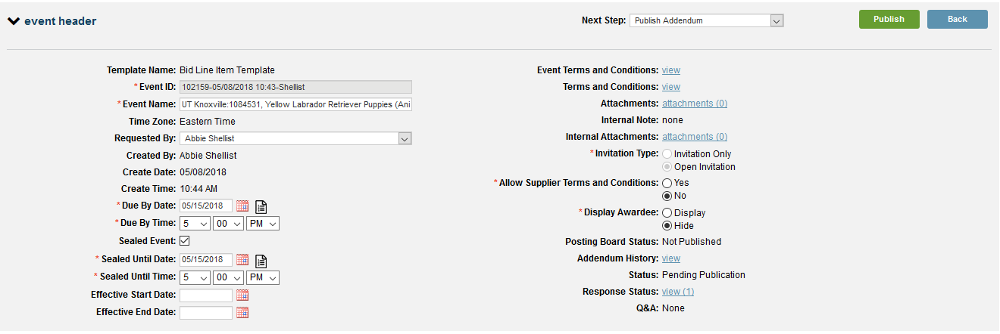 event header
Next Step: Publish Addendum
Publish
Back
Template Name: Bid Line Item Template
* Event ID: 102159-05/08/2018 10:43-Shellist
* Event Name: UT Knoxville:1084531, Yellow Labrador Retriever Puppies (Ani
Time Zone: Eastern Time
Requested By: Abbie Shellist
Created By: Abbie Shellist
Create Date: 05/08/2018
Create Time: 10:44 AM
* Due By Date: 05/15/2018
* Due By Time: 5 00 PM
Sealed Event:
* Sealed Until Date: 05/15/2018
* Sealed Until Time: 5 00 PM
Effective Start Date:
Effective End Date:
Event Terms and Conditions: view
Terms and Conditions: view
Attachments: attachments (0)
Internal Note: none
Internal Attachments: attachments (0)
* Invitation Type: Invitation Only
Open Invitation
* Allow Supplier Terms and Conditions: Yes
No
* Display Awardee: Display
Hide
Posting Board Status: Not Published
Addendum History: view
Status: Pending Publication
Response Status: view (1)
Q&A: None